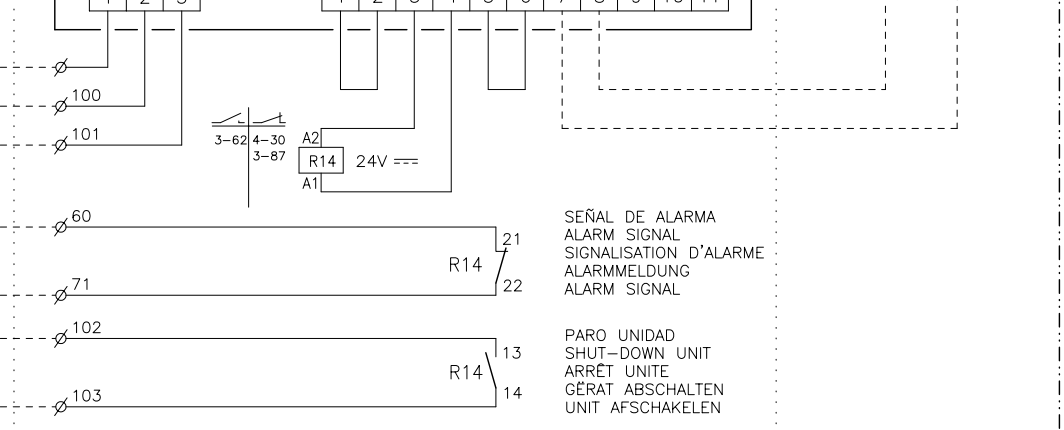 1 2 3 1 2 3 4 5 6 7 8 9 10 11
100
101
3-62 4-30
3-87
A2
R14 24V
A1
60
21
R14
22
71
SEÑAL DE ALARMA
ALARM SIGNAL
SIGNALISATION D'ALARME
ALARMMELDUNG
ALARM SIGNAL
102
13
R14
14
103
PARO UNIDAD
SHUT-DOWN UNIT
ARRÊT UNITE
GËRAT ABSCHALTEN
UNIT AFSCHAKELEN